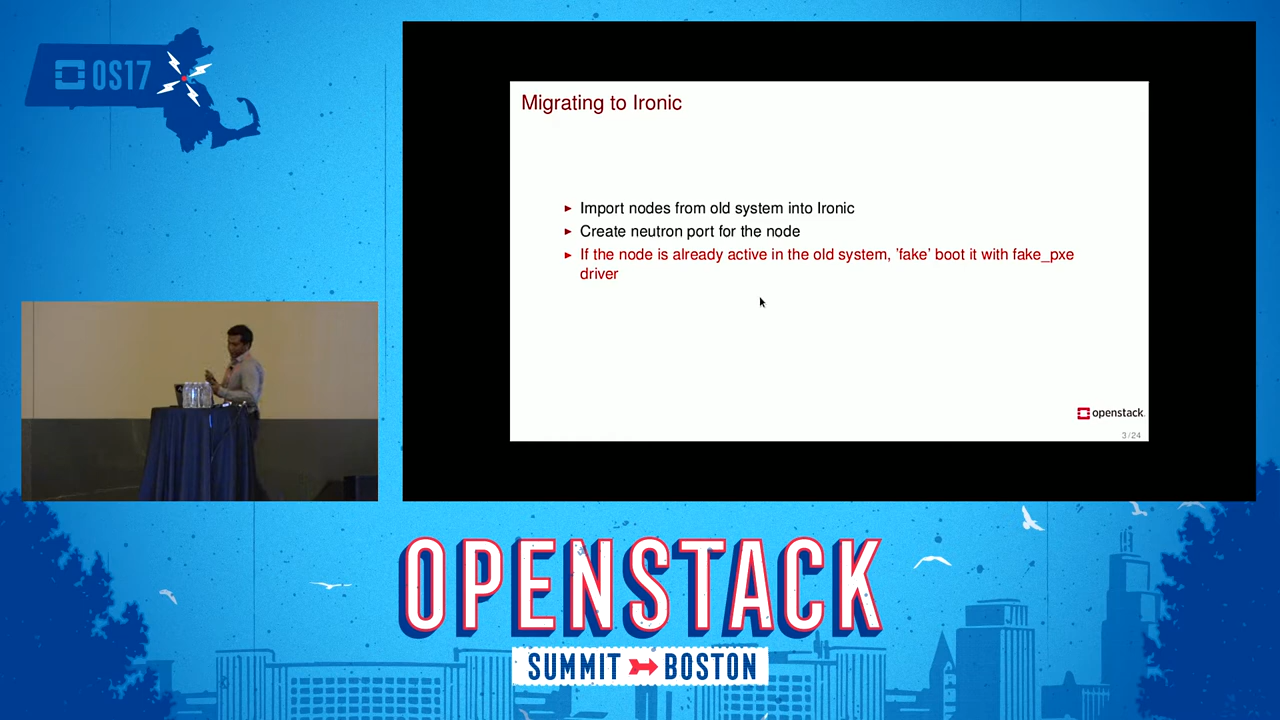 OS17
Migrating to Ironic
Import nodes from old system into Ironic
Create neutron port for the node
If the node is already active in the old system, 'fake' boot it with fake_pxe
driver
openstack.
3/24
OPENSTACK
SUMMIT BOSTON